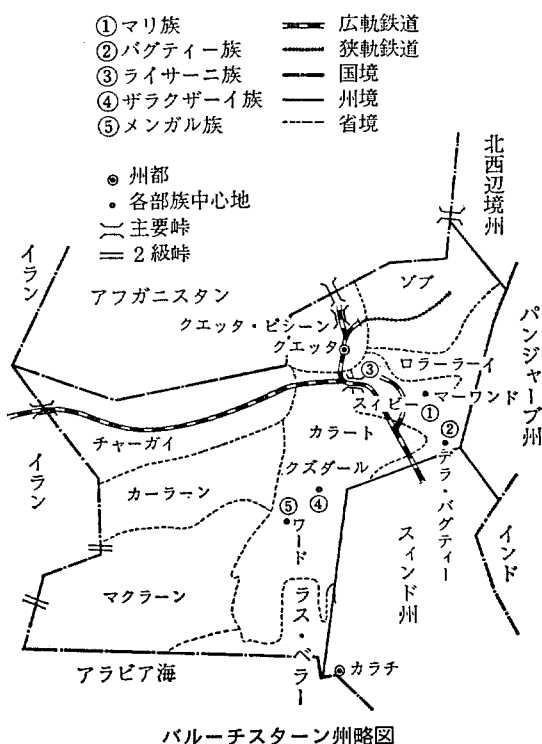 ①マリ族
②バグティー族
③ライサーニ族
④ザラクザーイ族
⑤メンガル族
広軌鉄道
狭軌鉄道
国境
州境
省境
州都
各部族中心地
主要峠
2級峠
北西辺境州
イラン
アフガニスタン
ゾブ
クエッタ・ピシーン
クエッタ
ロラーラーイ
パンジャーブ州
③
スィビー
マーワンド
①
②
デラ・バグティー
チャーガイ
カラート
イラン
カーラーン
クズダール
④
⑤
ワード
スィンド州
インド
マクラーン
ラス・ベラー
アラビア海
カラチ
バルーチスターン州略図